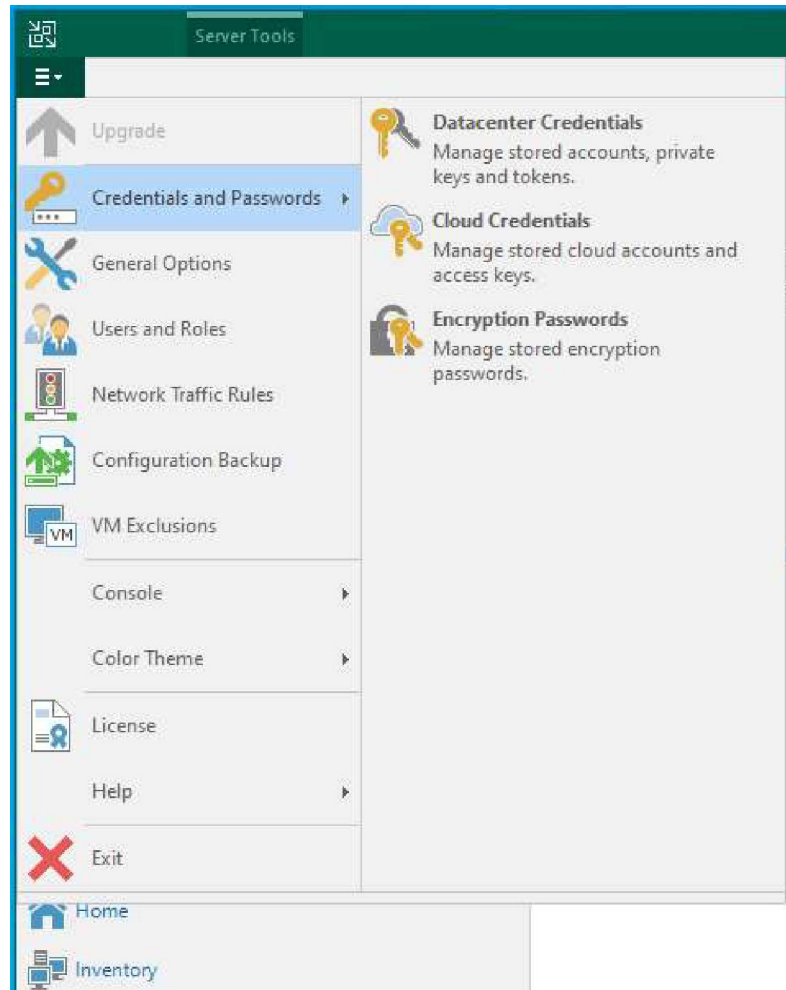 Server Tools
Upgrade
Credentials and Passwords
General Options
Users and Roles
Network Traffic Rules
Configuration Backup
VM
VM Exclusions
Console
Color Theme
License
Help
Exit
Datacenter Credentials
Manage stored accounts, private
keys and tokens.
Cloud Credentials
Manage stored cloud accounts and
access keys.
Encryption Passwords
Manage stored encryption
passwords.
Home
Inventory